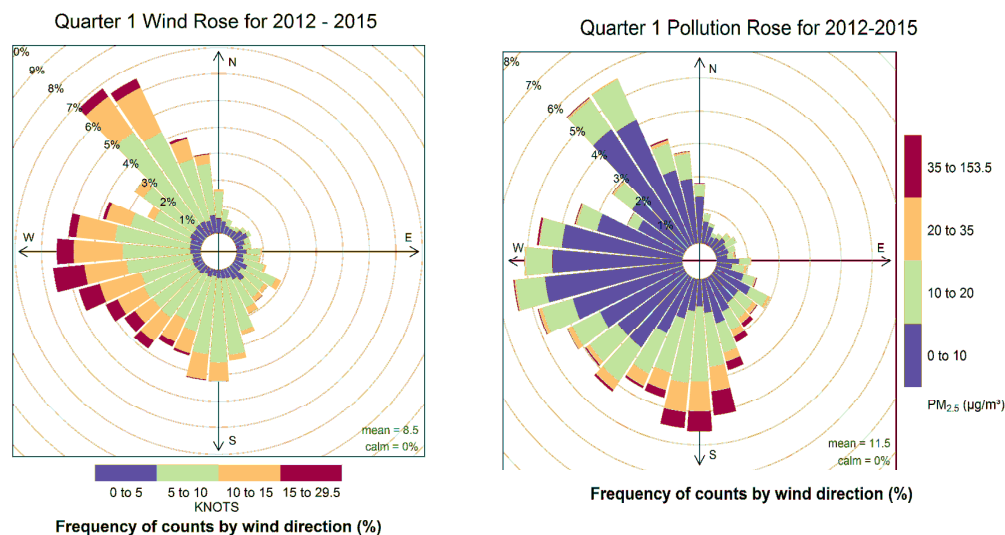 Quarter 1 Wind Rose for 2012 - 2015
0%
9%
8%
7%
6%
5%
4%
3%
2%
1%
N
W
E
S
mean = 8.5
calm = 0%
0 to 5 5 to 10 10 to 15 15 to 29.5
KNOTS
Frequency of counts by wind direction (%)
Quarter 1 Pollution Rose for 2012-2015
8%
7%
6%
5%
4%
3%
2%
1%
N
W
E
S
mean = 11.5
calm = 0%
35 to 153.5
20 to 35
10 to 20
0 to 10
PM2.5 (µg/m³)
Frequency of counts by wind direction (%)